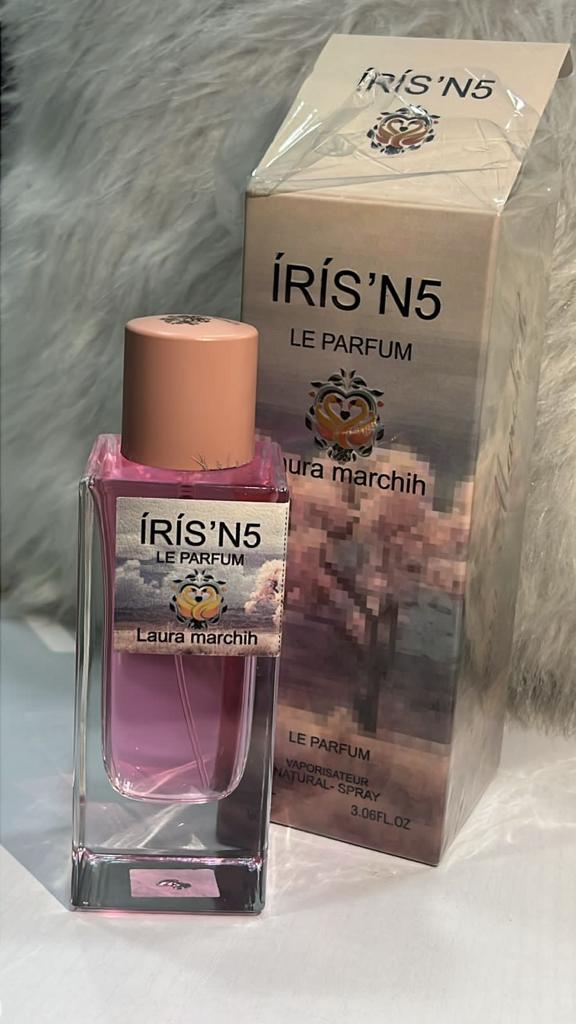 ÍRÍS'N5
ÍRÍS'N5
LE PARFUM
aura marchih
LE PARFUM
VAPORISATEUR
NATURAL- SPRAY
3.06FL.OZ
ÍRÍS'N5
LE PARFUM
Laura marchih